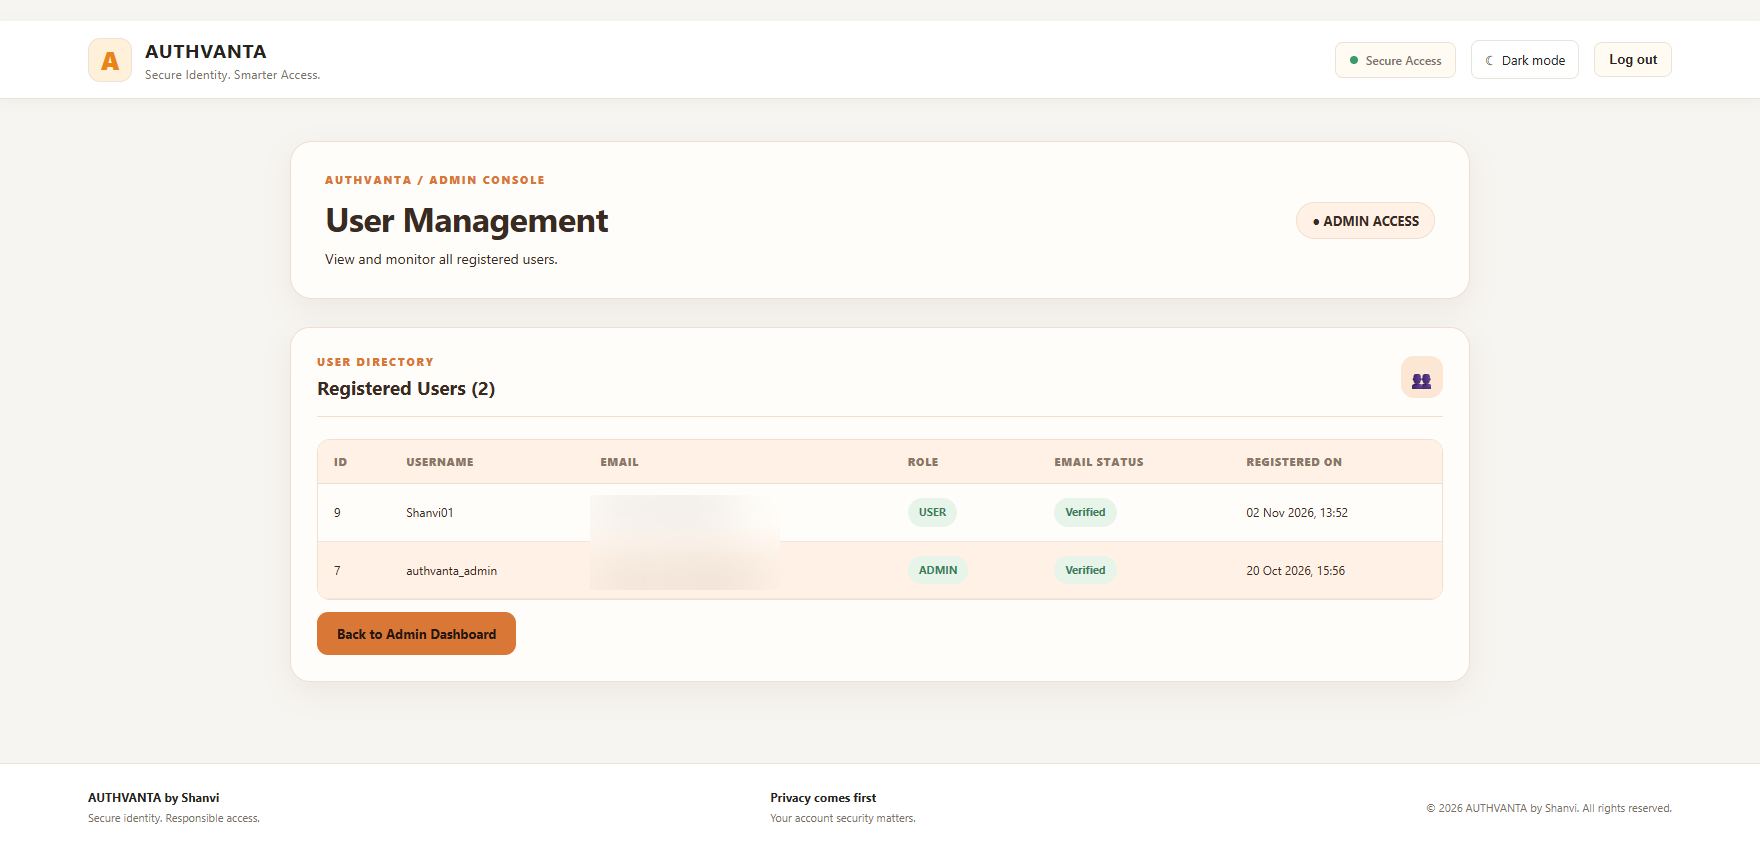 A
AUTHVANTA
Secure Identity. Smarter Access.
Secure Access
Dark mode
Log out
AUTHVANTA / ADMIN CONSOLE
User Management
View and monitor all registered users.
● ADMIN ACCESS
USER DIRECTORY
Registered Users (2)
ID USERNAME EMAIL ROLE EMAIL STATUS REGISTERED ON
9 Shanvi01 USER Verified 02 Nov 2026, 13:52
7 authvanta_admin ADMIN Verified 20 Oct 2026, 15:56
Back to Admin Dashboard
AUTHVANTA by Shanvi
Secure identity. Responsible access.
Privacy comes first
Your account security matters.
© 2026 AUTHVANTA by Shanvi. All rights reserved.